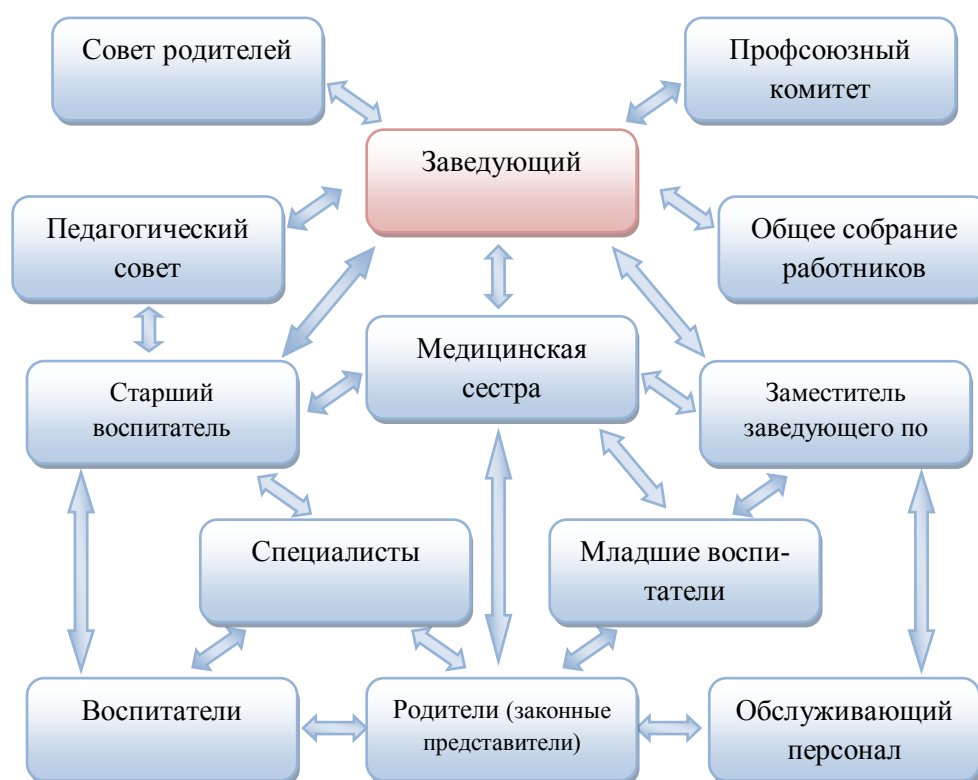 Совет родителей
Профсоюзный
комитет
Заведующий
Педагогический
совет
Общее собрание
работников
Медицинская
сестра
Старший
воспитатель
Заместитель
заведующего по
Специалисты
Младшие воспи-
татели
Воспитатели
Родители (законные
представители)
Обслуживающий
персонал